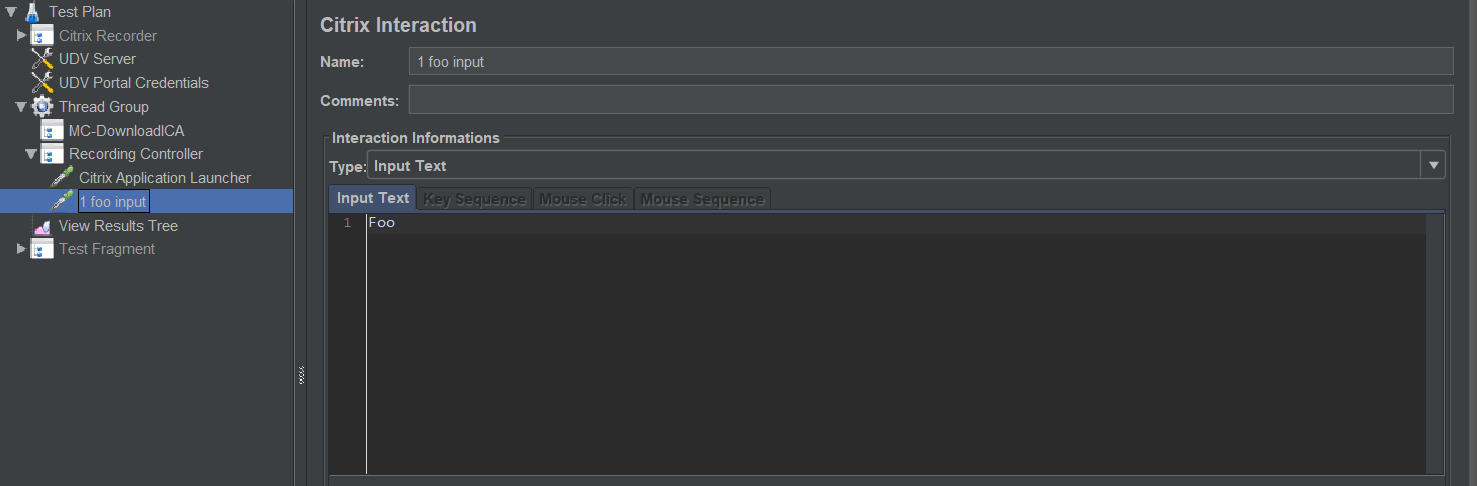 Test Plan
Citrix Recorder
UDV Server
UDV Portal Credentials
Thread Group
MC-DownloadICA
Recording Controller
Citrix Application Launcher
1 foo input
View Results Tree
Test Fragment
Citrix Interaction
Name: 1 foo input
Comments:
Interaction Informations
Type: Input Text
Input Text Key Sequence Mouse Click Mouse Sequence
1 Foo